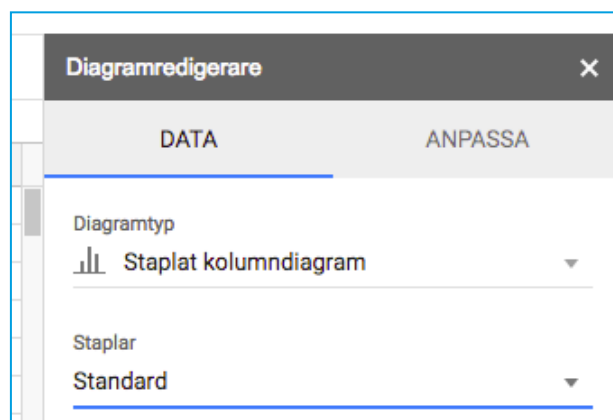 Diagramredigerare
DATA ANPASSA
Diagramtyp
Staplat kolumndiagram
Staplar
Standard